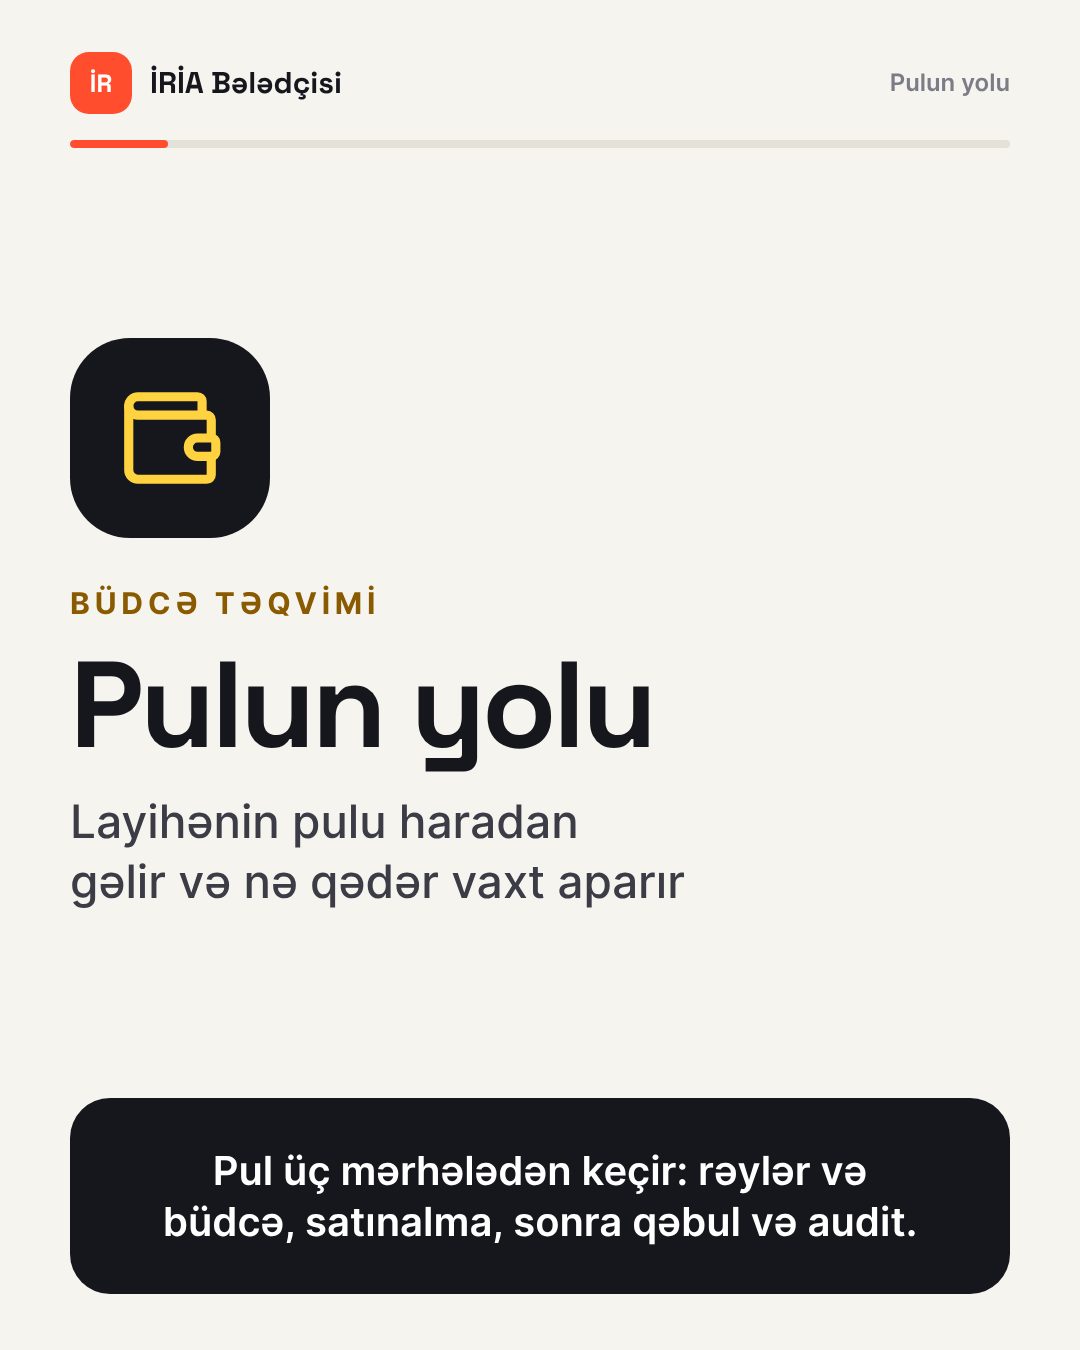 İR
İRİA Bələdçisi
Pulun yolu
BÜDCƏ TƏQVİMİ
Pulun yolu
Layihənin pulu haradan
gəlir və nə qədər vaxt aparır
Pul üç mərhələdən keçir: rəylər və
büdcə, satınalma, sonra qəbul və audit.